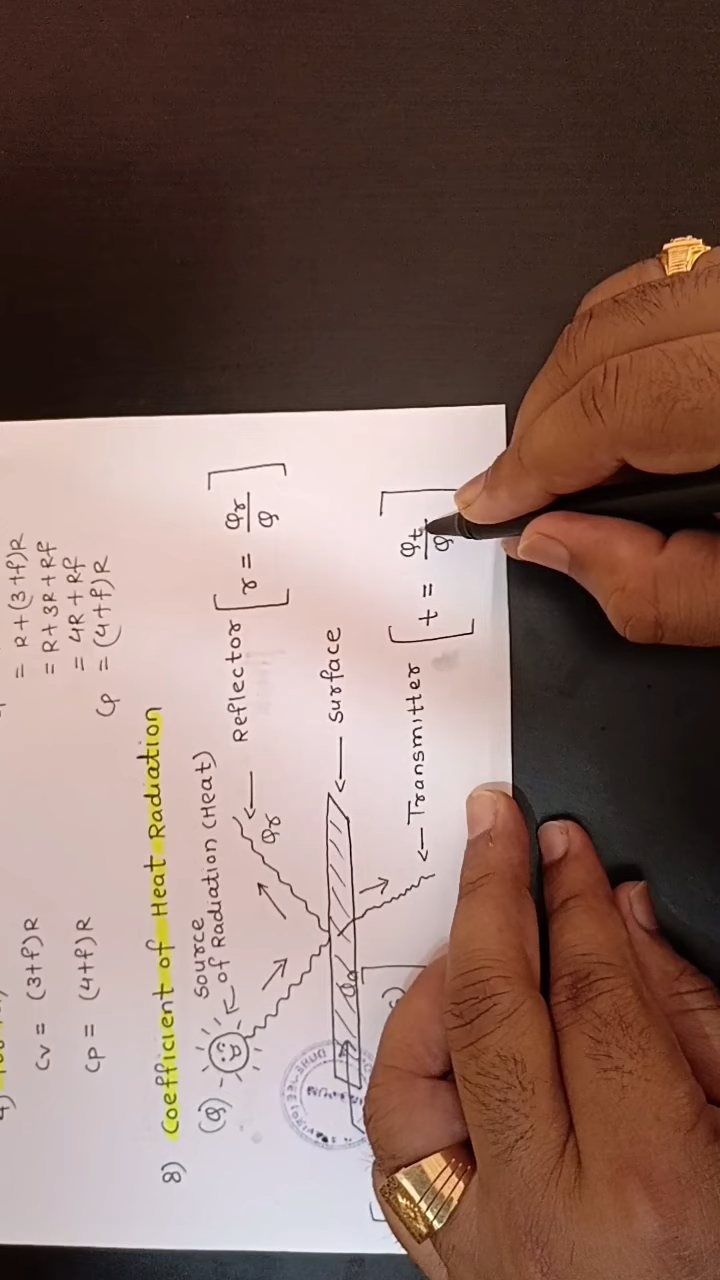 = R+(3+f)R
= R+3R+Rf
= 4R+Rf
Cp = (4+f)R
Cv = (3+f)R
Cp = (4+f)R
8) Coefficient of Heat Radiation
(Q) Source
of Radiation (Heat)
Reflector [r = Qr/Q]
Qr
Surface
Qa
Transmitter [t = Qt/Q]